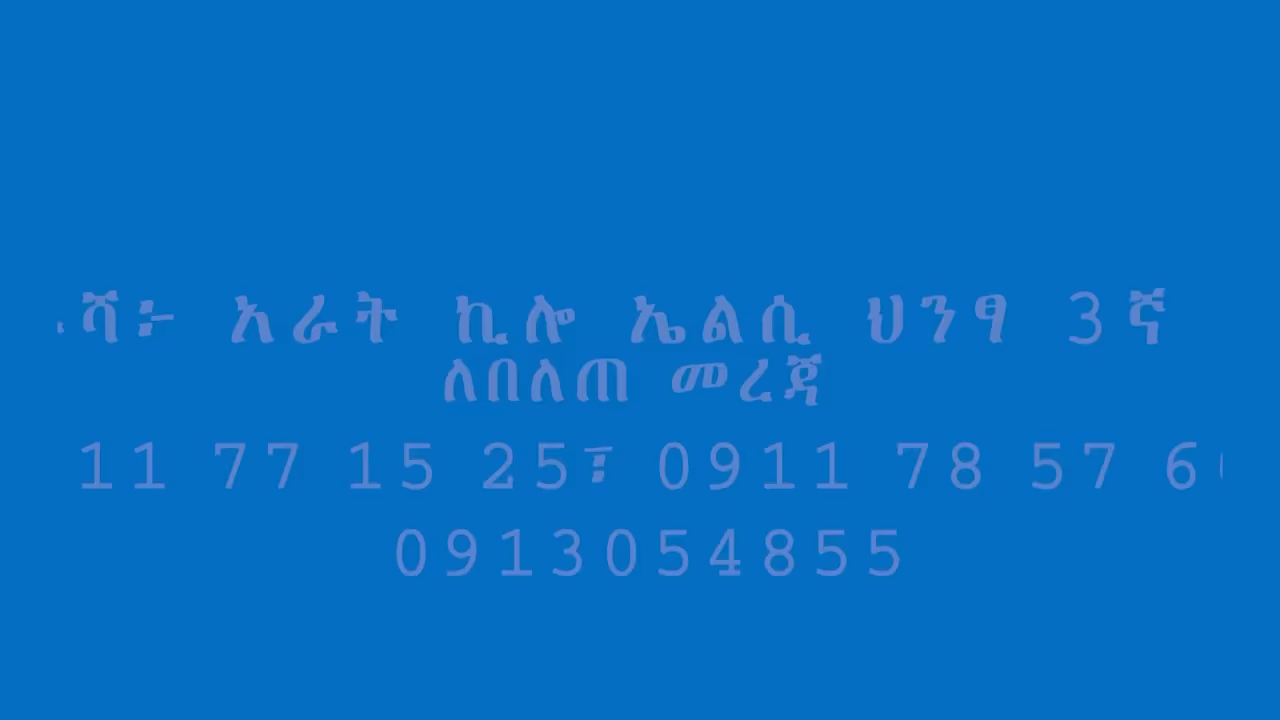 ሻ፦ አራት ኪሎ ኤልሲ ህንፃ 3ኛ
ለበለጠ መረጃ
11 77 15 25፣ 0911 78 57 6
0913054855